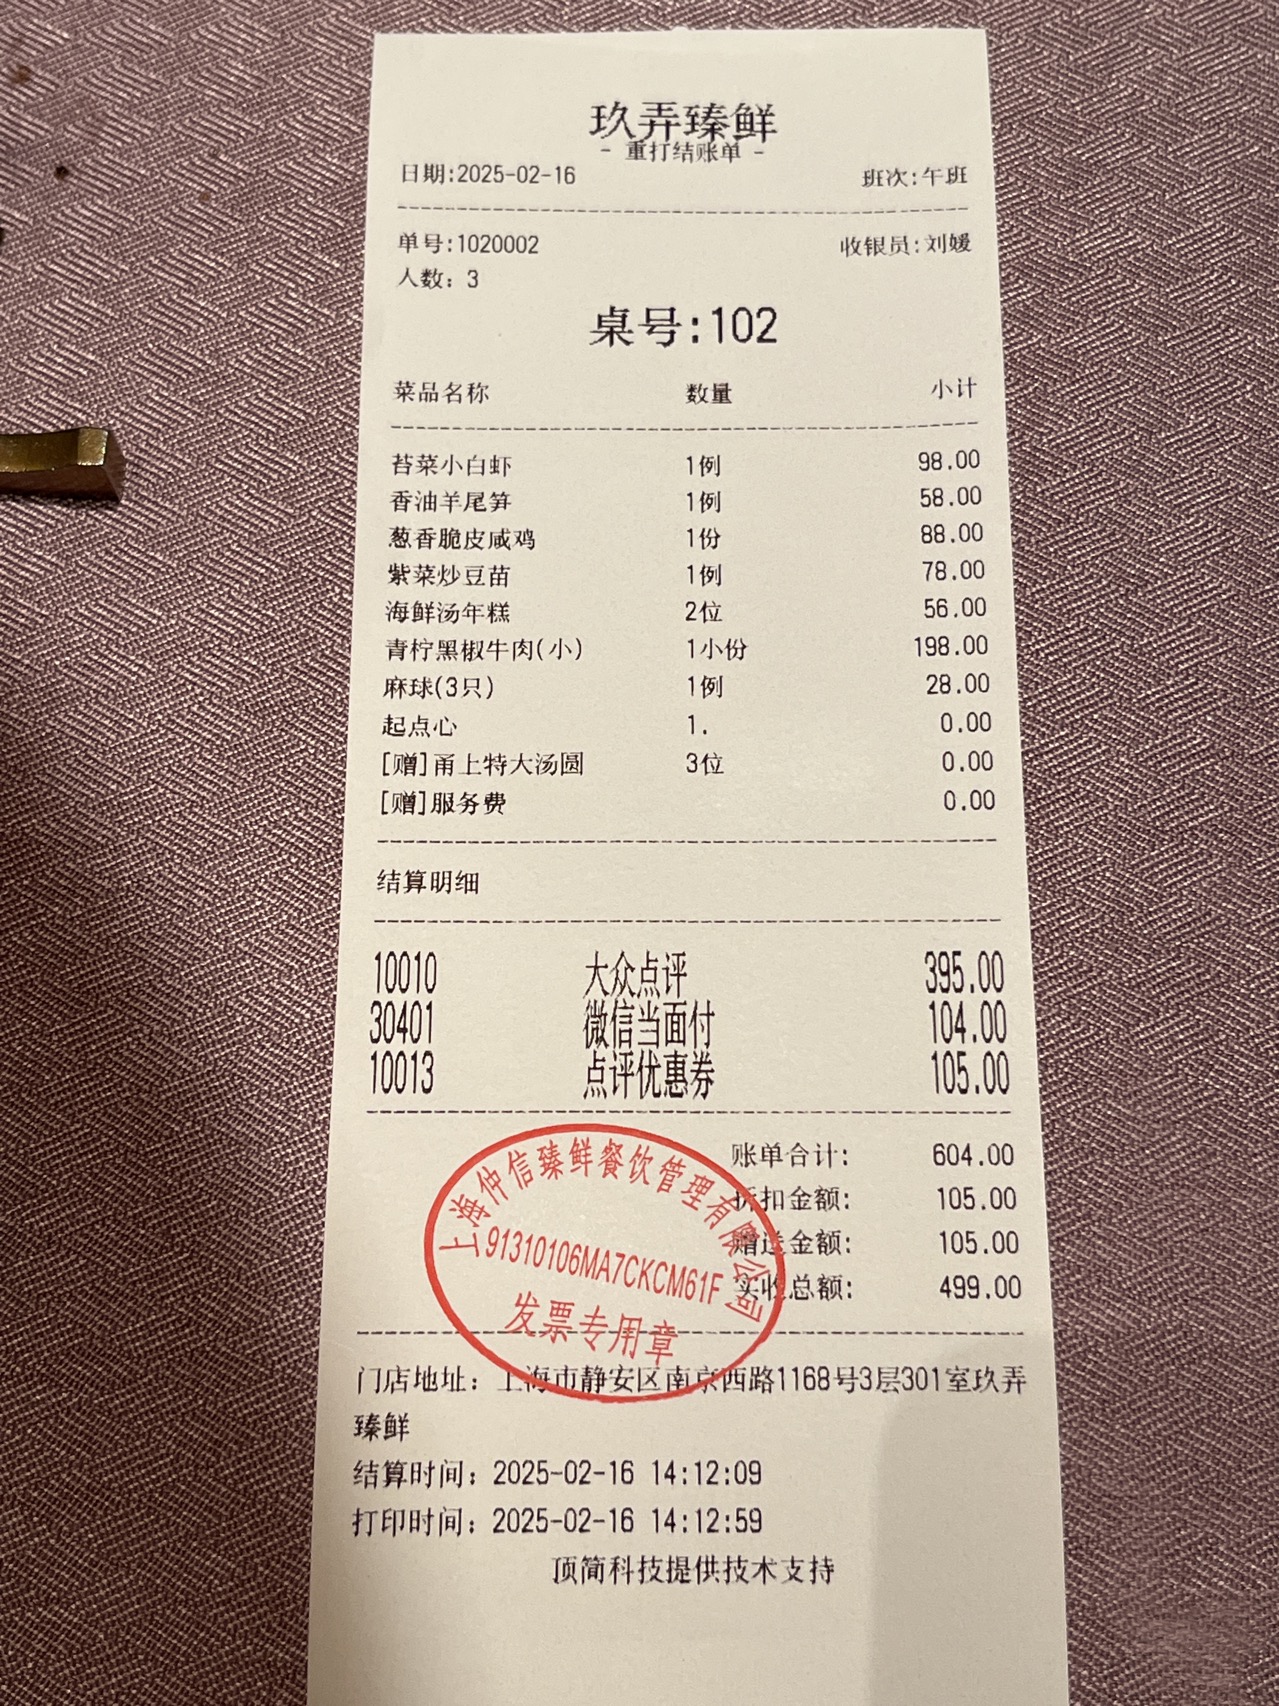 玖弄臻鲜
- 重打结账单 -
日期:2025-02-16 班次:午班
单号:1020002 收银员:刘媛
人数: 3
桌号:102
菜品名称 数量 小计
苔菜小白虾 1例 98.00
香油羊尾笋 1例 58.00
葱香脆皮咸鸡 1份 88.00
紫菜炒豆苗 1例 78.00
海鲜汤年糕 2位 56.00
青柠黑椒牛肉(小) 1小份 198.00
麻球(3只) 1例 28.00
起点心 1. 0.00
[赠]甬上特大汤圆 3位 0.00
[赠]服务费 0.00
结算明细
10010 大众点评 395.00
30401 微信当面付 104.00
10013 点评优惠券 105.00
账单合计: 604.00
折扣金额: 105.00
赠送金额: 105.00
实收总额: 499.00
上海仲信臻鲜餐饮管理有限公司
91310106MA7CKCM61F
发票专用章
门店地址: 上海市静安区南京西路1168号3层301室玖弄
臻鲜
结算时间: 2025-02-16 14:12:09
打印时间: 2025-02-16 14:12:59
顶简科技提供技术支持